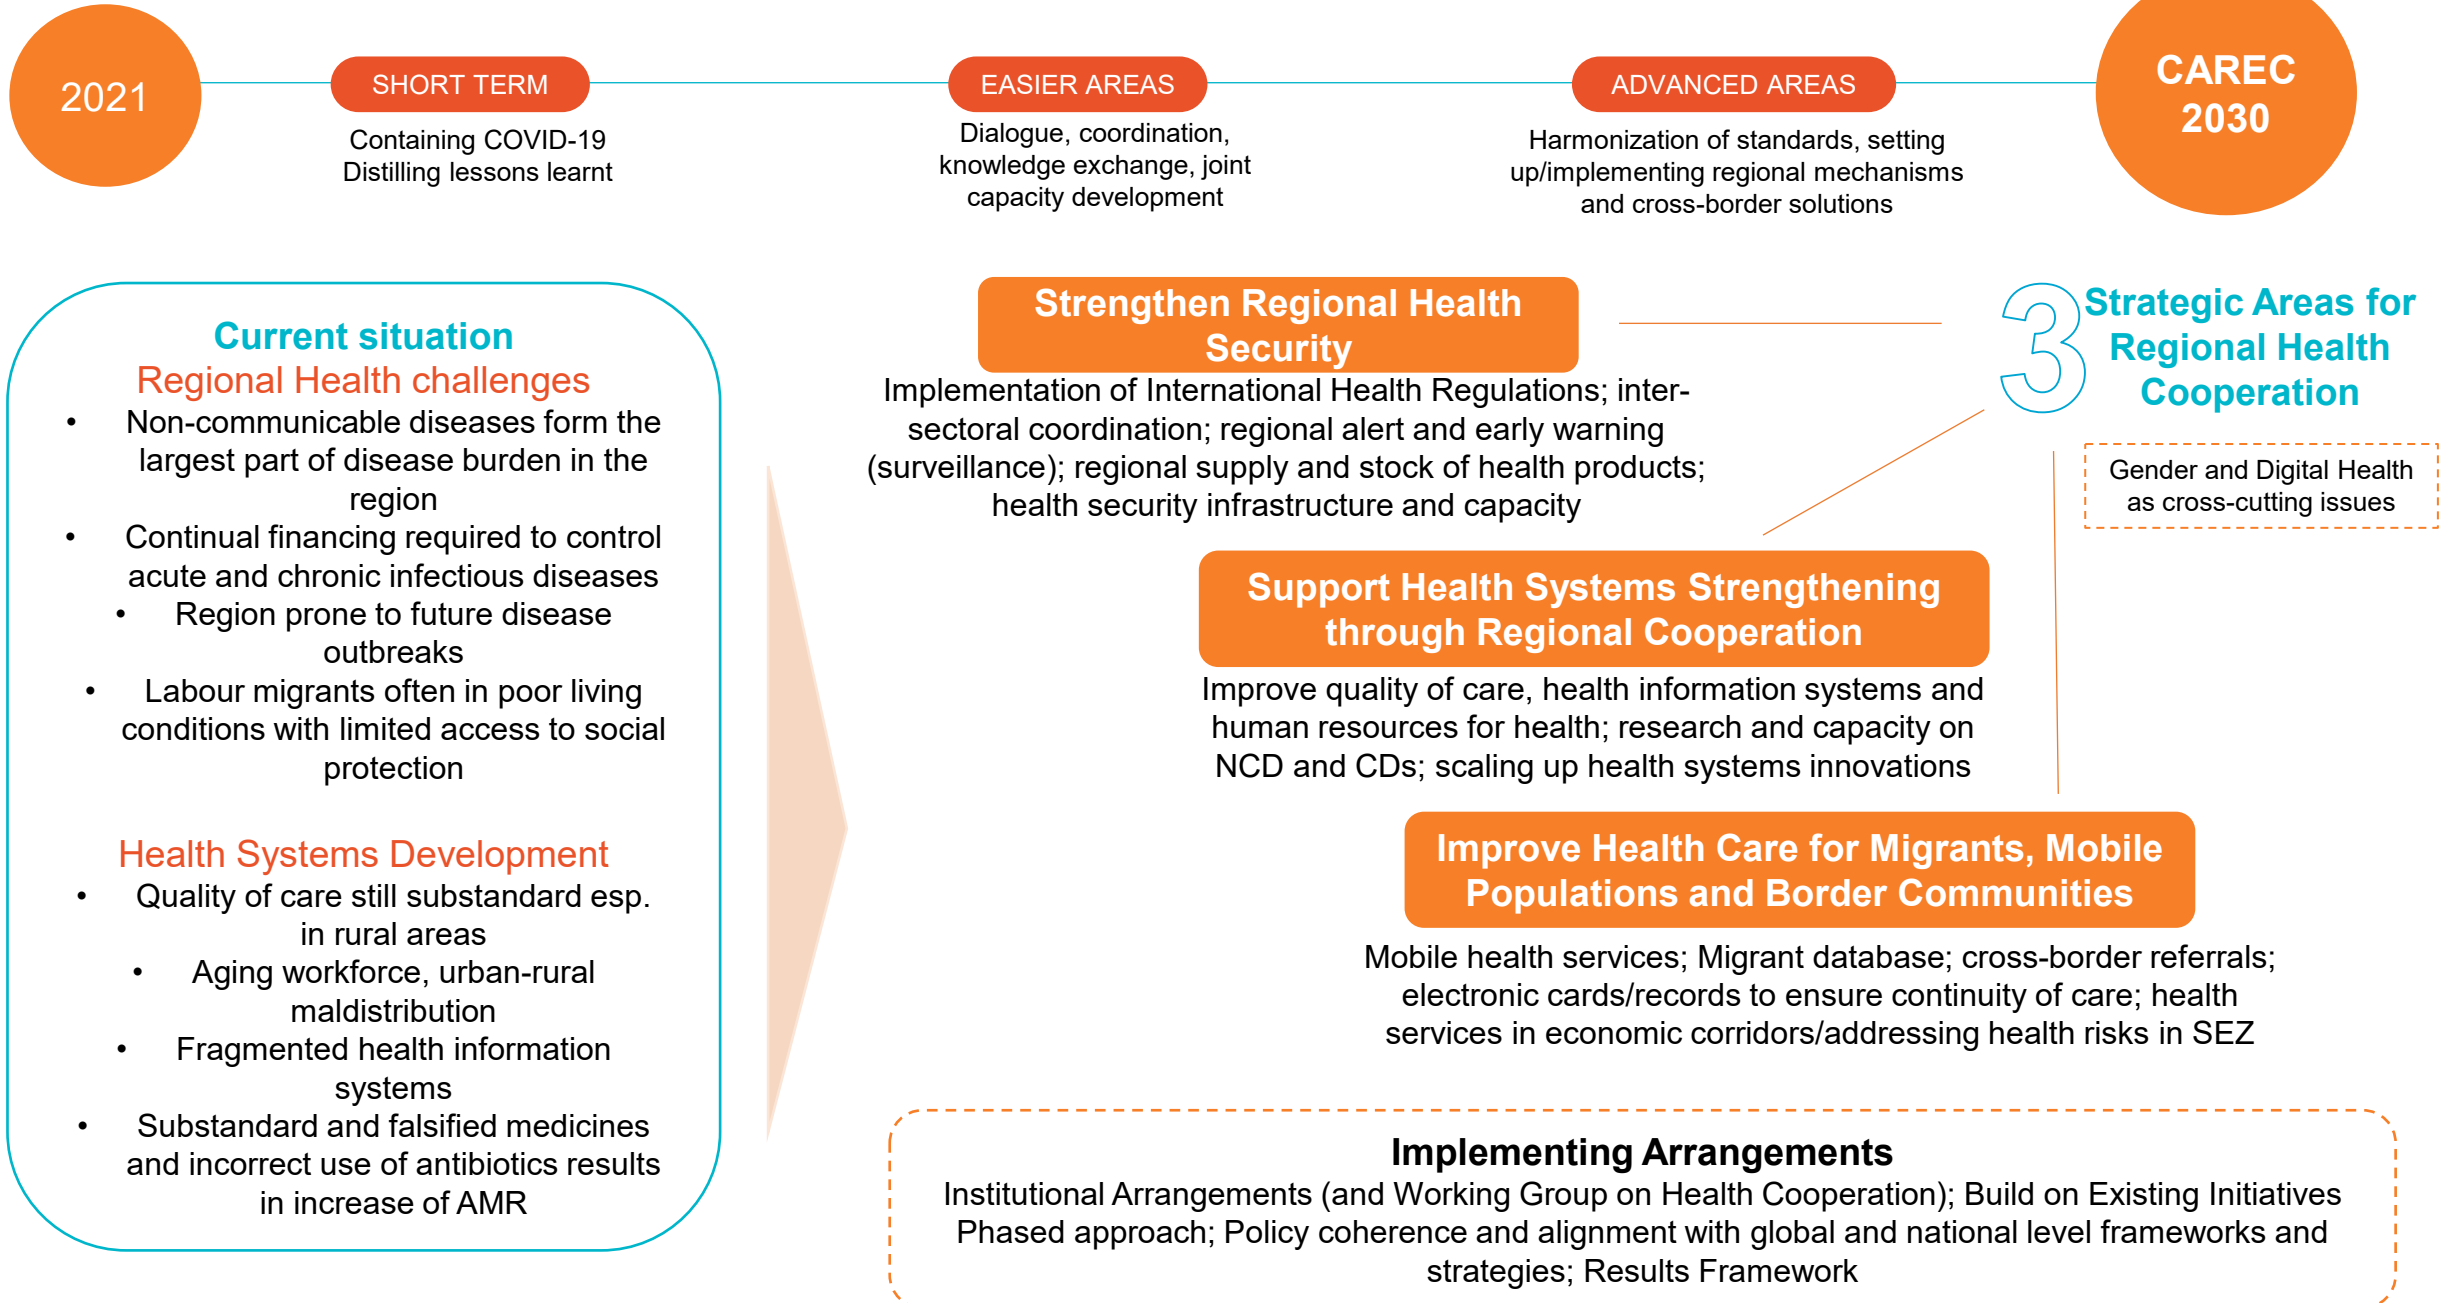 2021
SHORT TERM
Containing COVID-19
Distilling lessons learnt
EASIER AREAS
Dialogue, coordination,
knowledge exchange, joint
capacity development
ADVANCED AREAS
Harmonization of standards, setting
up/implementing regional mechanisms
and cross-border solutions
CAREC
2030
Current situation
Regional Health challenges
• Non-communicable diseases form the
largest part of disease burden in the
region
• Continual financing required to control
acute and chronic infectious diseases
• Region prone to future disease
outbreaks
• Labour migrants often in poor living
conditions with limited access to social
protection
Health Systems Development
• Quality of care still substandard esp.
in rural areas
• Aging workforce, urban-rural
maldistribution
• Fragmented health information
systems
• Substandard and falsified medicines
and incorrect use of antibiotics results
in increase of AMR
3
Strategic Areas for
Regional Health
Cooperation
Gender and Digital Health
as cross-cutting issues
Strengthen Regional Health
Security
Implementation of International Health Regulations; inter-
sectoral coordination; regional alert and early warning
(surveillance); regional supply and stock of health products;
health security infrastructure and capacity
Support Health Systems Strengthening
through Regional Cooperation
Improve quality of care, health information systems and
human resources for health; research and capacity on
NCD and CDs; scaling up health systems innovations
Improve Health Care for Migrants, Mobile
Populations and Border Communities
Mobile health services; Migrant database; cross-border referrals;
electronic cards/records to ensure continuity of care; health
services in economic corridors/addressing health risks in SEZ
Implementing Arrangements
Institutional Arrangements (and Working Group on Health Cooperation); Build on Existing Initiatives
Phased approach; Policy coherence and alignment with global and national level frameworks and
strategies; Results Framework